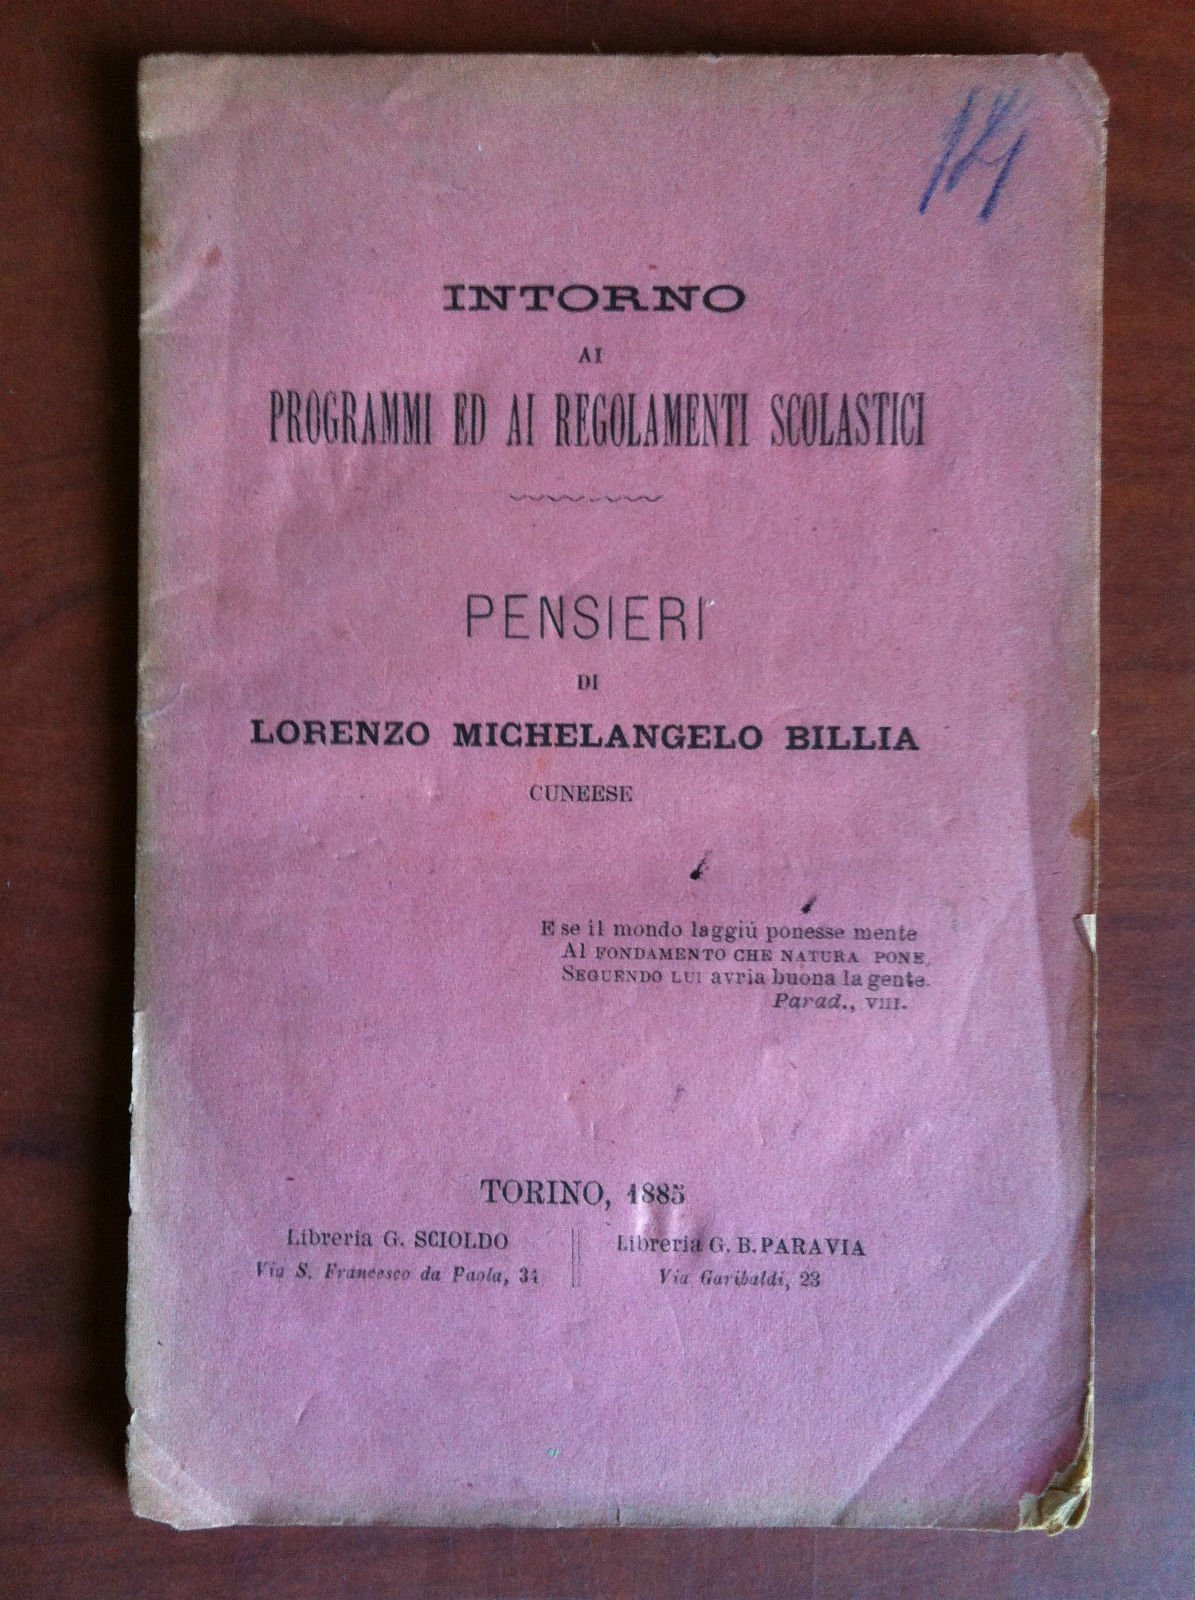 INTORNO
AI
PROGRAMMI ED AI REGOLAMENTI SCOLASTICI
PENSIERI
DI
LORENZO MICHELANGELO BILLIA
CUNEESE
E se il mondo laggiù ponesse mente
Al FONDAMENTO CHE NATURA PONE,
SEGUENDO LUI avria buona la gente.
Parad., VIII.
TORINO, 1885
Libreria G. SCIOLDO
Via S. Francesco da Paola, 34
Libreria G. B. PARAVIA
Via Garibaldi, 23